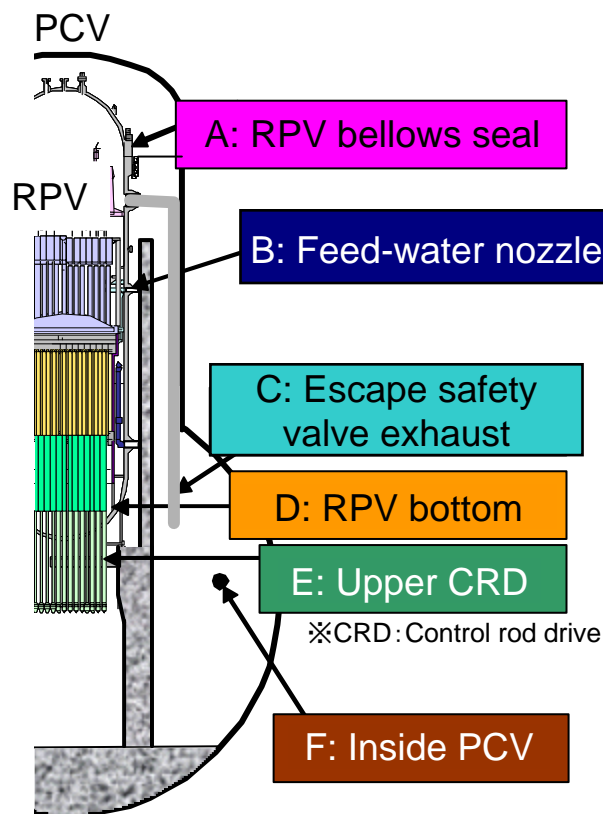 PCV
A: RPV bellows seal
RPV
B: Feed-water nozzle
C: Escape safety
valve exhaust
D: RPV bottom
E: Upper CRD
※CRD：Control rod drive
F: Inside PCV